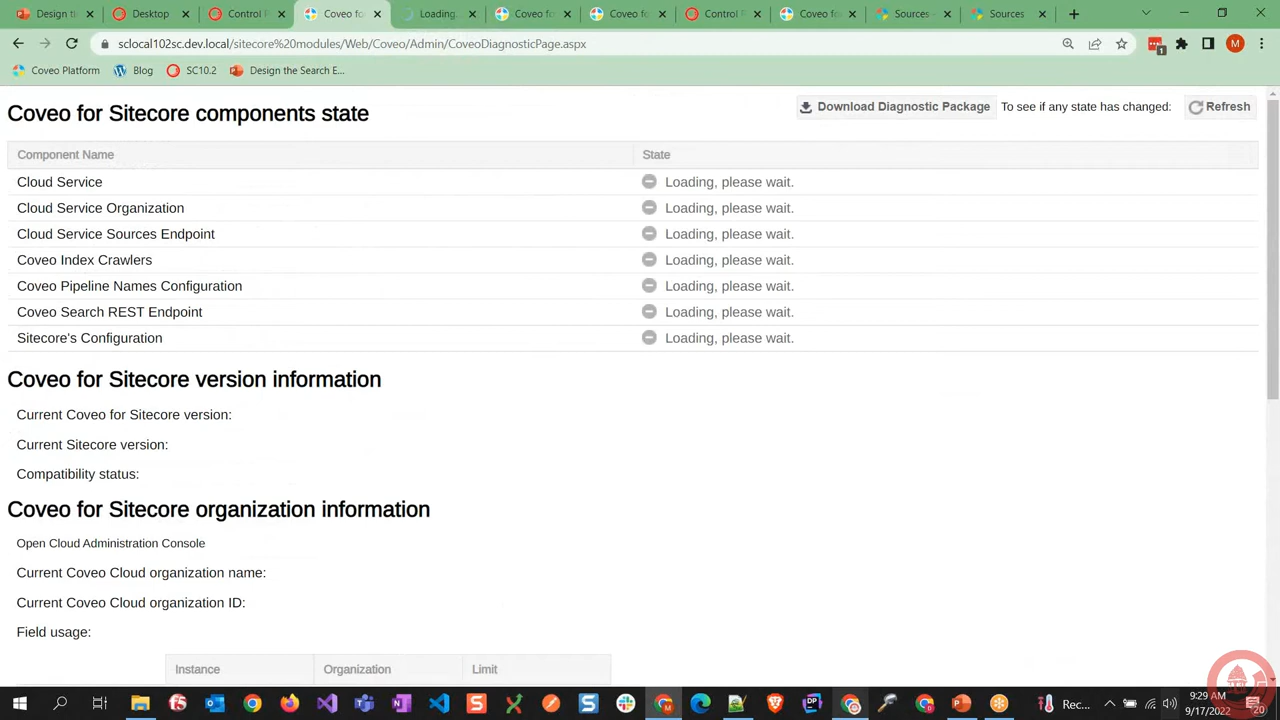 Design t
Desktop
Control P
Coveo fo
Loading.
Coveo fo
Coveo fo
Control P
Coveo fo
Sources -
Sources
sclocal102sc.dev.local/sitecore%20modules/Web/Coveo/Admin/CoveoDiagnosticPage.aspx
1
M
Coveo Platform
Blog
SC10.2
Design the Search E...
Coveo for Sitecore components state
Download Diagnostic Package
To see if any state has changed:
Refresh
Component Name State
Cloud Service Loading, please wait.
Cloud Service Organization Loading, please wait.
Cloud Service Sources Endpoint Loading, please wait.
Coveo Index Crawlers Loading, please wait.
Coveo Pipeline Names Configuration Loading, please wait.
Coveo Search REST Endpoint Loading, please wait.
Sitecore's Configuration Loading, please wait.
Coveo for Sitecore version information
Current Coveo for Sitecore version:
Current Sitecore version:
Compatibility status:
Coveo for Sitecore organization information
Open Cloud Administration Console
Current Coveo Cloud organization name:
Current Coveo Cloud organization ID:
Field usage:
Instance Organization Limit
Rec...
9:29 AM
9/17/2022
20